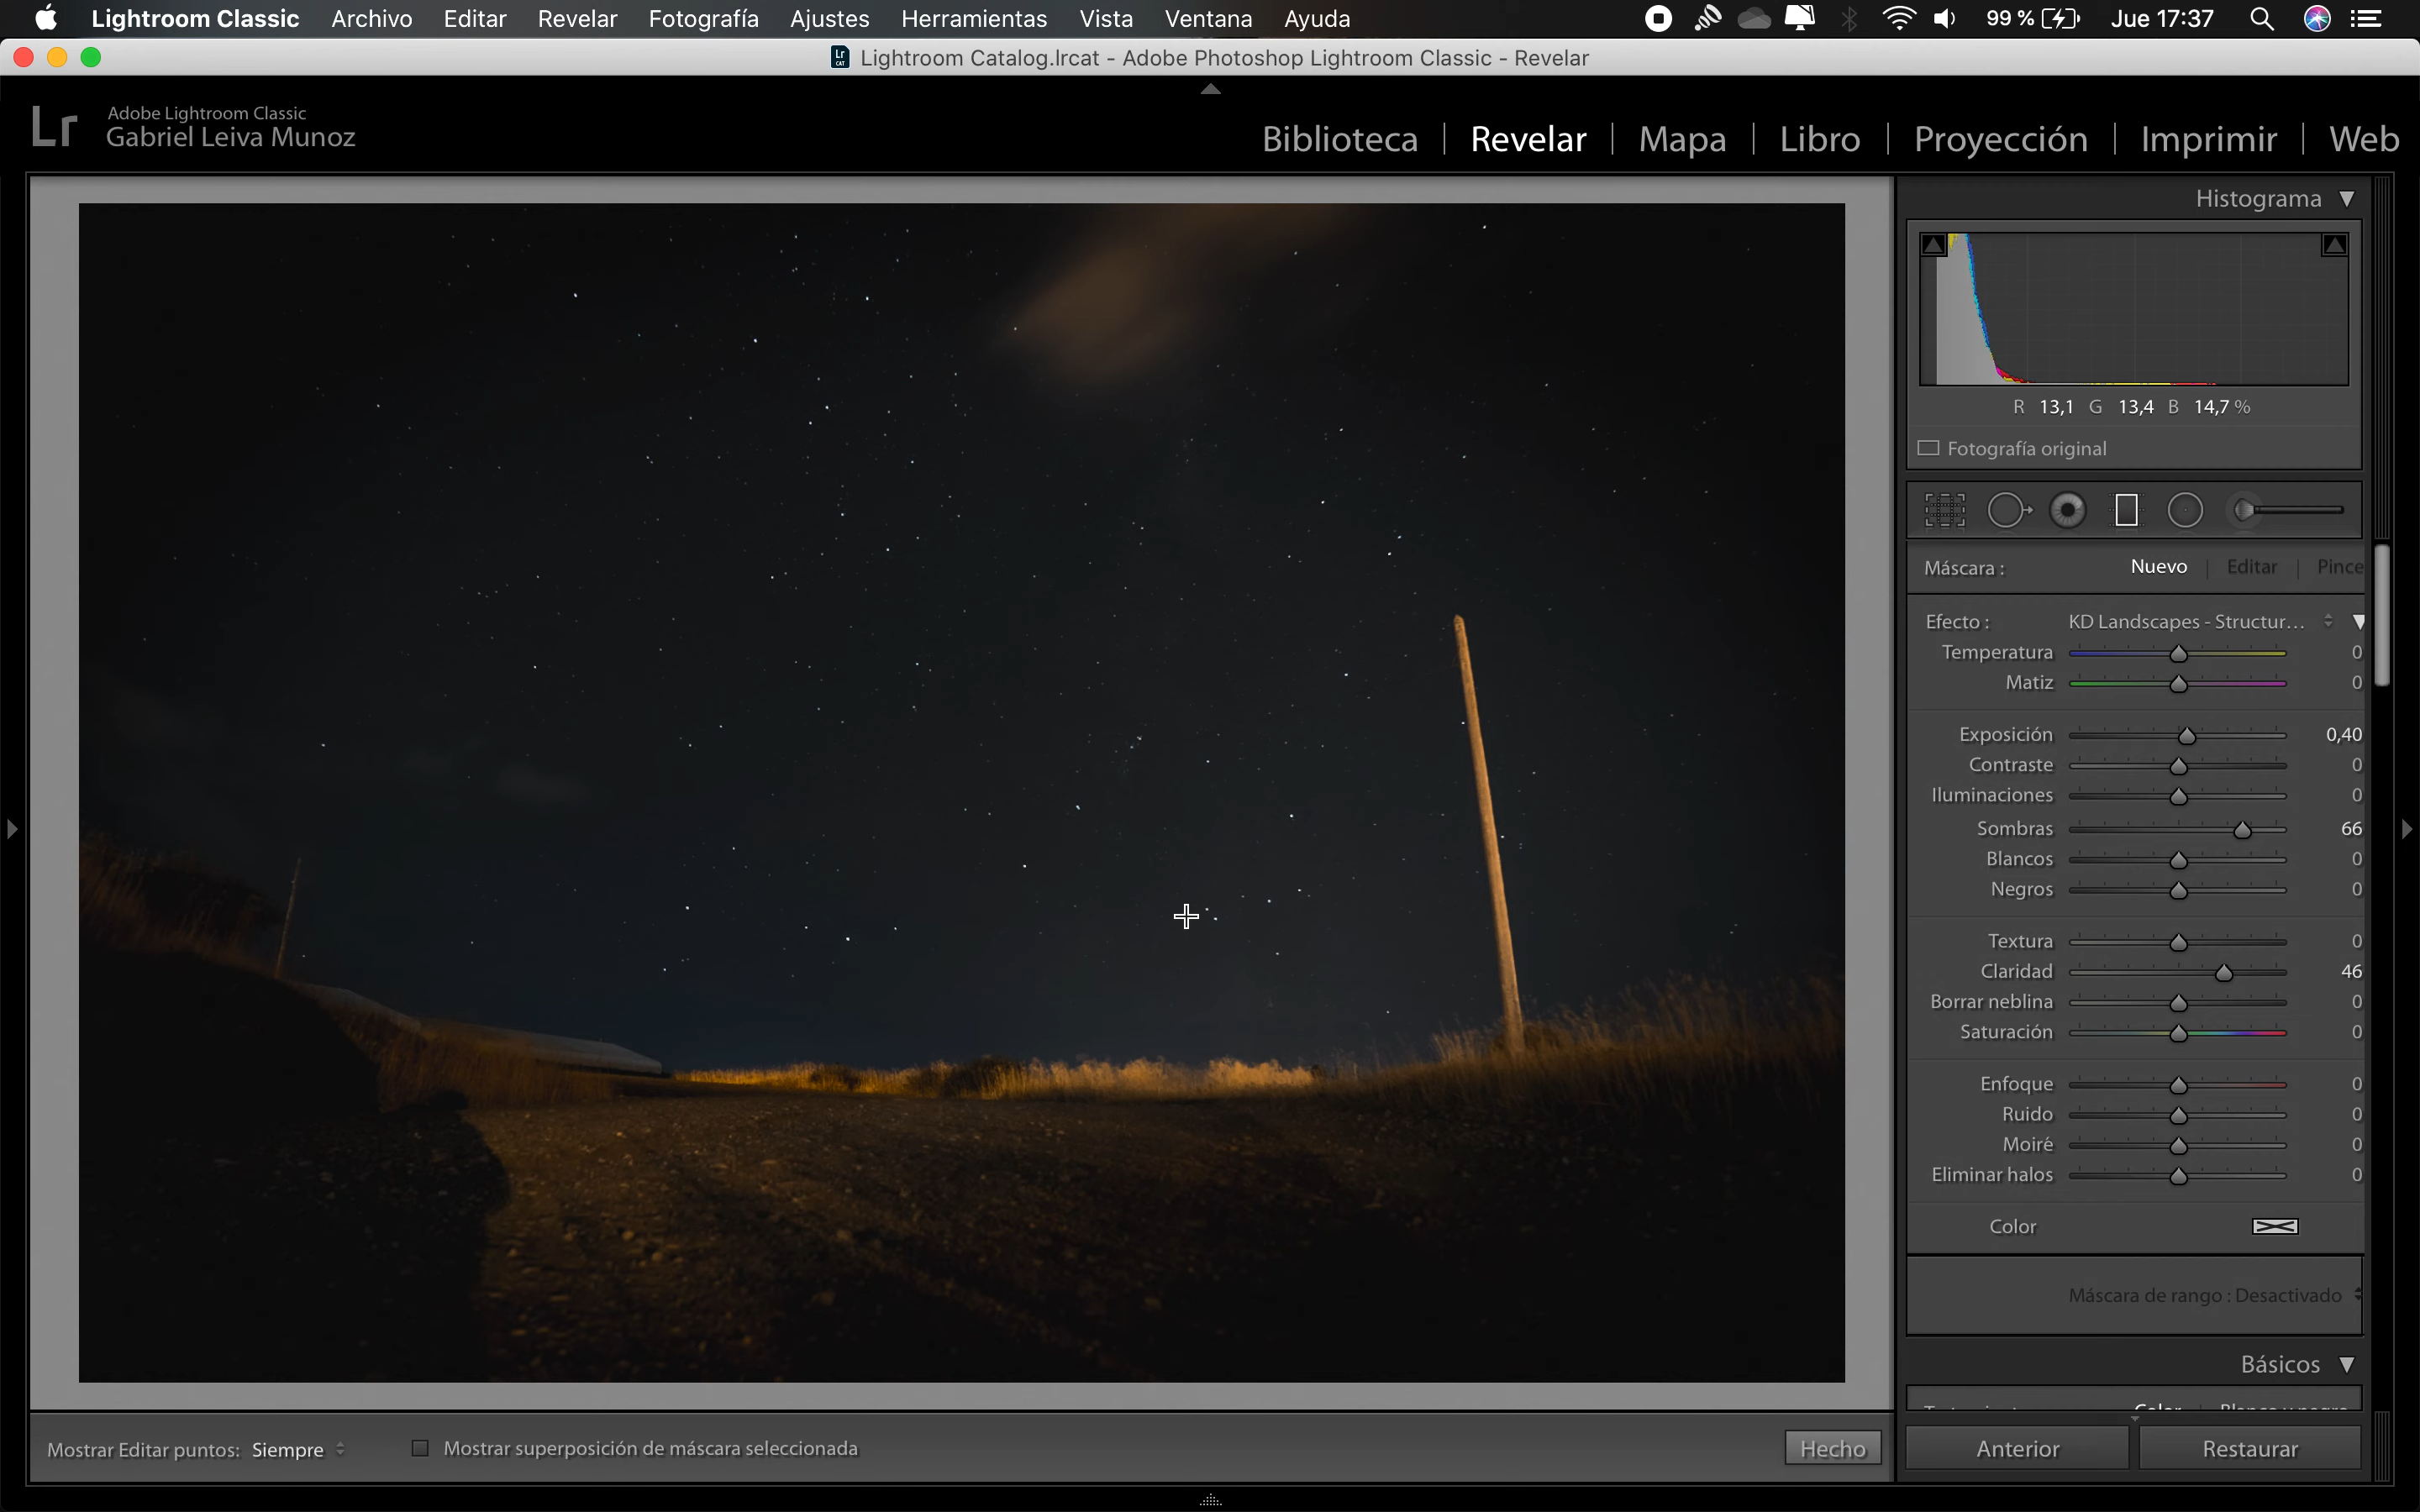 Lightroom Classic Archivo Editar Revelar Fotografía Ajustes Herramientas Vista Ventana Ayuda 99 % Jue 17:37
Lr CAT Lightroom Catalog.lrcat - Adobe Photoshop Lightroom Classic - Revelar
Lr Adobe Lightroom Classic
Gabriel Leiva Munoz
Biblioteca | Revelar | Mapa | Libro | Proyección | Imprimir | Web
Histograma
R 13,1 G 13,4 B 14,7 %
Fotografía original
Máscara : Nuevo | Editar | Pince
Efecto : KD Landscapes - Structur...
Temperatura 0
Matiz 0
Exposición 0,40
Contraste 0
Iluminaciones 0
Sombras 66
Blancos 0
Negros 0
Textura 0
Claridad 46
Borrar neblina 0
Saturación 0
Enfoque 0
Ruido 0
Moiré 0
Eliminar halos 0
Color
Máscara de rango : Desactivado
Básicos
Mostrar Editar puntos: Siempre Mostrar superposición de máscara seleccionada Hecho Anterior Restaurar